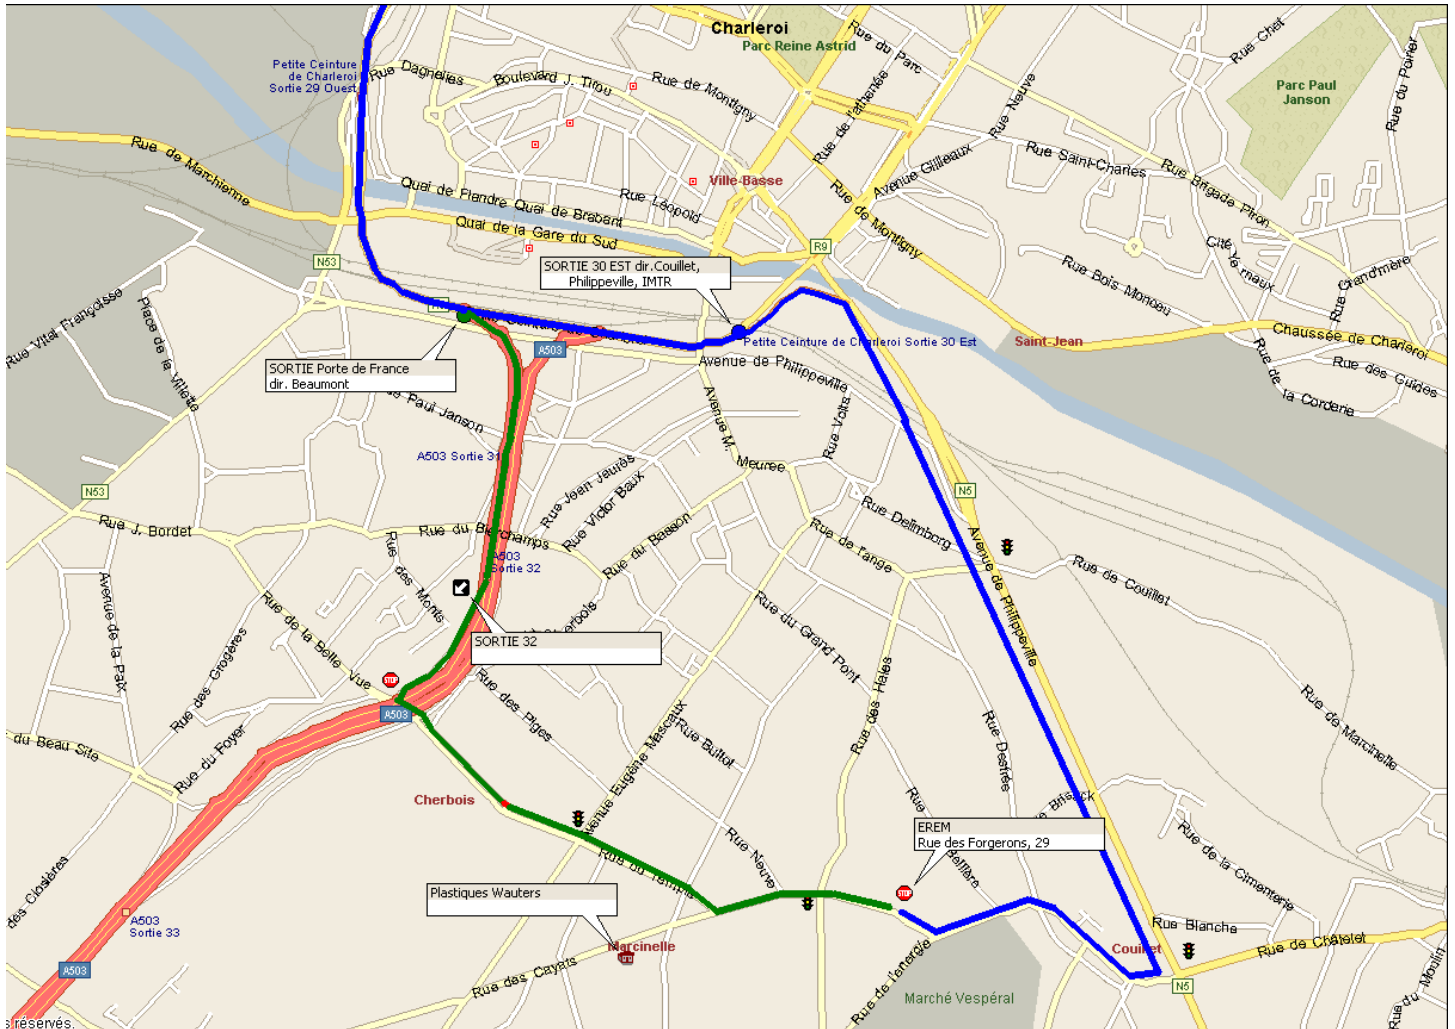 Charleroi
Parc Reine Astrid
Rue du Parc
Rue Chet
Rue du Poirier
Petite Ceinture
de Charleroi
Sortie 29 Ouest
Rue Dagnelies
Boulevard J. Tirou
Rue de Montigny
Rue de l'athenée
Rue Neuve
Parc Paul
Janson
Rue de Marchienne
Rue Saint-Charles
Avenue Gilleaux
Rue Brigade Piron
Ville-Basse
Quai de Flandre
Quai de Brabant
Rue Léopold
Rue de Montigny
Quai de la Gare du Sud
R9
N53
Rue Bois Monceau
Rue Vital Françoisse
Place de la Villette
SORTIE 30 EST dir.Couillet,
Philippeville, IMTR
Petite Ceinture de Charleroi Sortie 30 Est
Saint-Jean
Chaussée de Charleroi
Rue des Guides
Rue de la Corderie
A503
SORTIE Porte de France
dir. Beaumont
Avenue de Philippeville
Paul Janson
Avenue M.
Meuree
Rue Volts
A503 Sortie 31
Rue Jean Jaurès
Rue Victor Baux
N53
N5
Rue J. Bordet
Rue du Bierchamps
Rue du Basson
Rue Delimborg
Rue de l'ange
Avenue de Philippeville
Rue de Couillet
A503
Sortie 32
Rue des Monts
Avenue de la Paix
Rue de la Belle Vue
Rue des Grogères
SORTIE 32
Rue du Grand Pont
Rue des Haies
STOP
A503
Rue des Piges
Rue Buttot
Avenue Eugène Mascaux
Rue Destrée
Rue de Marcinelle
du Beau Site
Rue du Foyer
Cherbois
EREM
Rue des Forgerons, 29
Rue de la Cimenterie
Rue du Temple
Rue Neuve
STOP
Plastiques Wauters
des Closières
A503
Sortie 33
Marcinelle
Rue Blanche
Couillet
Rue de Châtelet
A503
Rue des Cayats
Rue de l'energie
Marché Vespéral
N5
Rue du Moulin
s réservés.